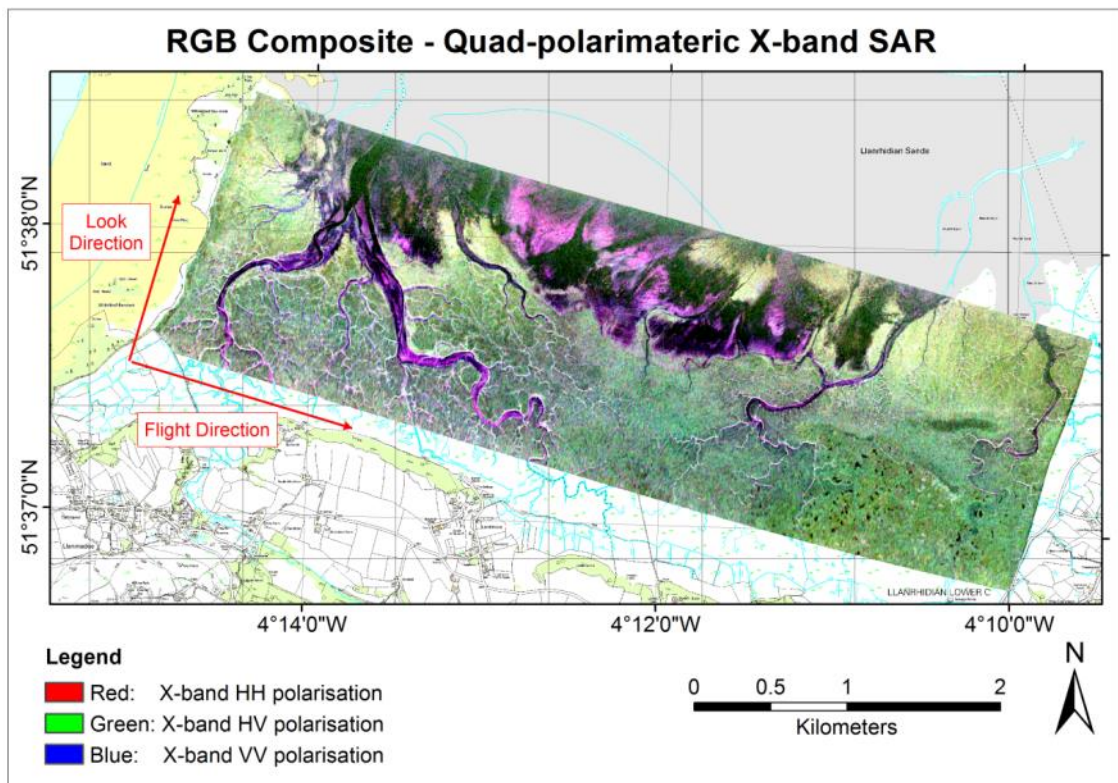 RGB Composite - Quad-polarimateric X-band SAR
Llanrhidian Sands
51°38'0"N
Look
Direction
Flight Direction
51°37'0"N
LLANRHIDIAN LOWER C
4°14'0"W
4°12'0"W
4°10'0"W
Legend
Red: X-band HH polarisation
Green: X-band HV polarisation
Blue: X-band VV polarisation
0 0.5 1 2
Kilometers
N